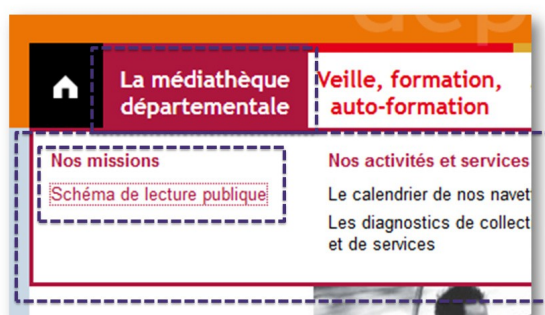 dép
La médiathèque
départementale
Veille, formation,
auto-formation
Nos missions
Schéma de lecture publique
Nos activités et services
Le calendrier de nos navet
Les diagnostics de collect
et de services